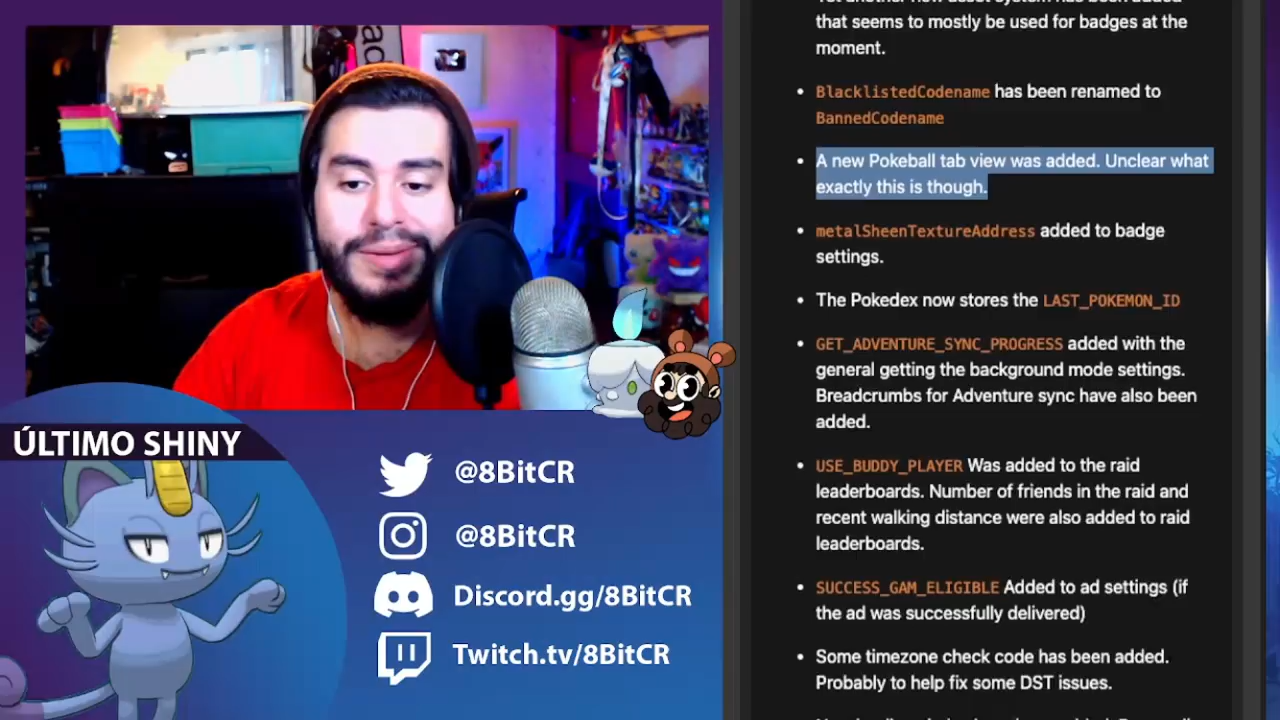 ÚLTIMO SHINY
@8BitCR
@8BitCR
Discord.gg/8BitCR
Twitch.tv/8BitCR
that seems to mostly be used for badges at the
moment.
• BlacklistedCodename has been renamed to
BannedCodename
• A new Pokeball tab view was added. Unclear what
exactly this is though.
• metalSheenTextureAddress added to badge
settings.
• The Pokedex now stores the LAST_POKEMON_ID
• GET_ADVENTURE_SYNC_PROGRESS added with the
general getting the background mode settings.
Breadcrumbs for Adventure sync have also been
added.
• USE_BUDDY_PLAYER Was added to the raid
leaderboards. Number of friends in the raid and
recent walking distance were also added to raid
leaderboards.
• SUCCESS_GAM_ELIGIBLE Added to ad settings (if
the ad was successfully delivered)
• Some timezone check code has been added.
Probably to help fix some DST issues.